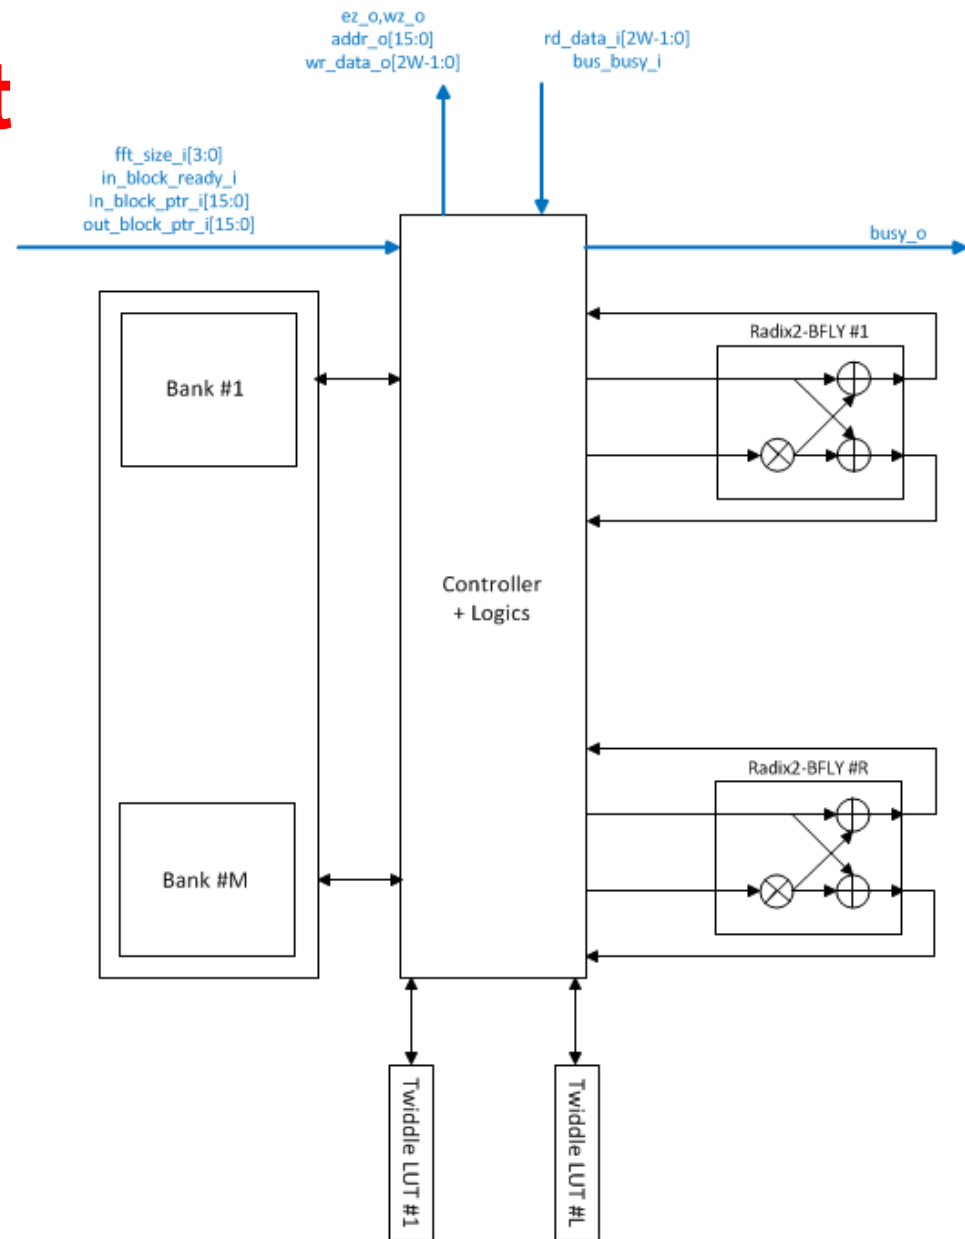 ez_o,wz_o
addr_o[15:0]
wr_data_o[2W-1:0]
rd_data_i[2W-1:0]
bus_busy_i
t
fft_size_i[3:0]
in_block_ready_i
In_block_ptr_i[15:0]
out_block_ptr_i[15:0]
busy_o
Radix2-BFLY #1
Bank #1
Controller
+ Logics
Radix2-BFLY #R
Bank #M
Twiddle LUT #1
Twiddle LUT #L